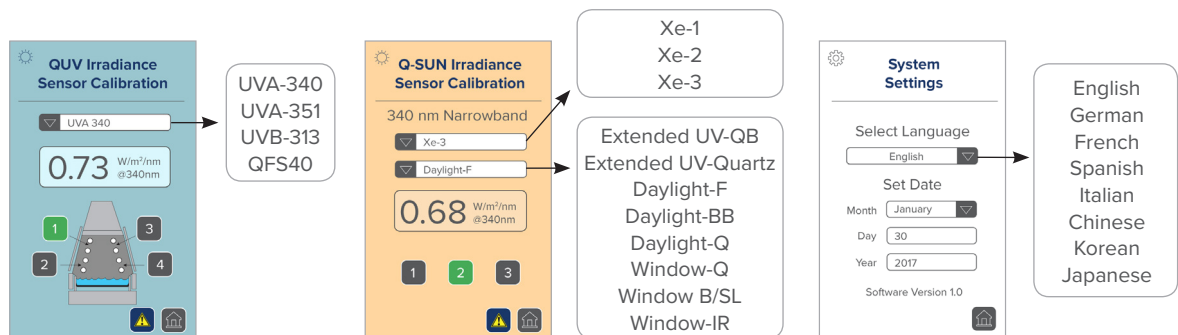 QUV Irradiance
Sensor Calibration
UVA 340
0.73 W/m²/nm
@340nm
1
3
2
4
UVA-340
UVA-351
UVB-313
QFS40
Q-SUN Irradiance
Sensor Calibration
340 nm Narrowband
Xe-3
Daylight-F
0.68 W/m²/nm
@340nm
1 2 3
Xe-1
Xe-2
Xe-3
Extended UV-QB
Extended UV-Quartz
Daylight-F
Daylight-BB
Daylight-Q
Window-Q
Window B/SL
Window-IR
System
Settings
Select Language
English
Set Date
Month January
Day 30
Year 2017
Software Version 1.0
English
German
French
Spanish
Italian
Chinese
Korean
Japanese